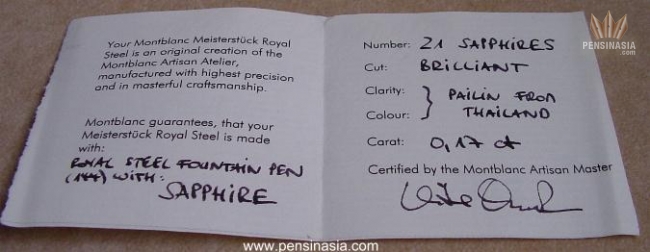 Your Montblanc Meisterstück Royal
Steel is an original creation of the
Montblanc Artisan Atelier,
manufactured with highest precision
and in masterful craftsmanship.
Montblanc guarantees, that your
Meisterstück Royal Steel is made
with:
ROYAL STEEL FOUNTAIN PEN
(144) WITH:
SAPPHIRE
Number: 21 SAPPHIRES
Cut: BRILLIANT
Clarity: } PAILIN FROM
Colour: THAILAND
Carat: 0,17 ct
Certified by the Montblanc Artisan Master
PENSINASIA
.com
www.pensinasia.com